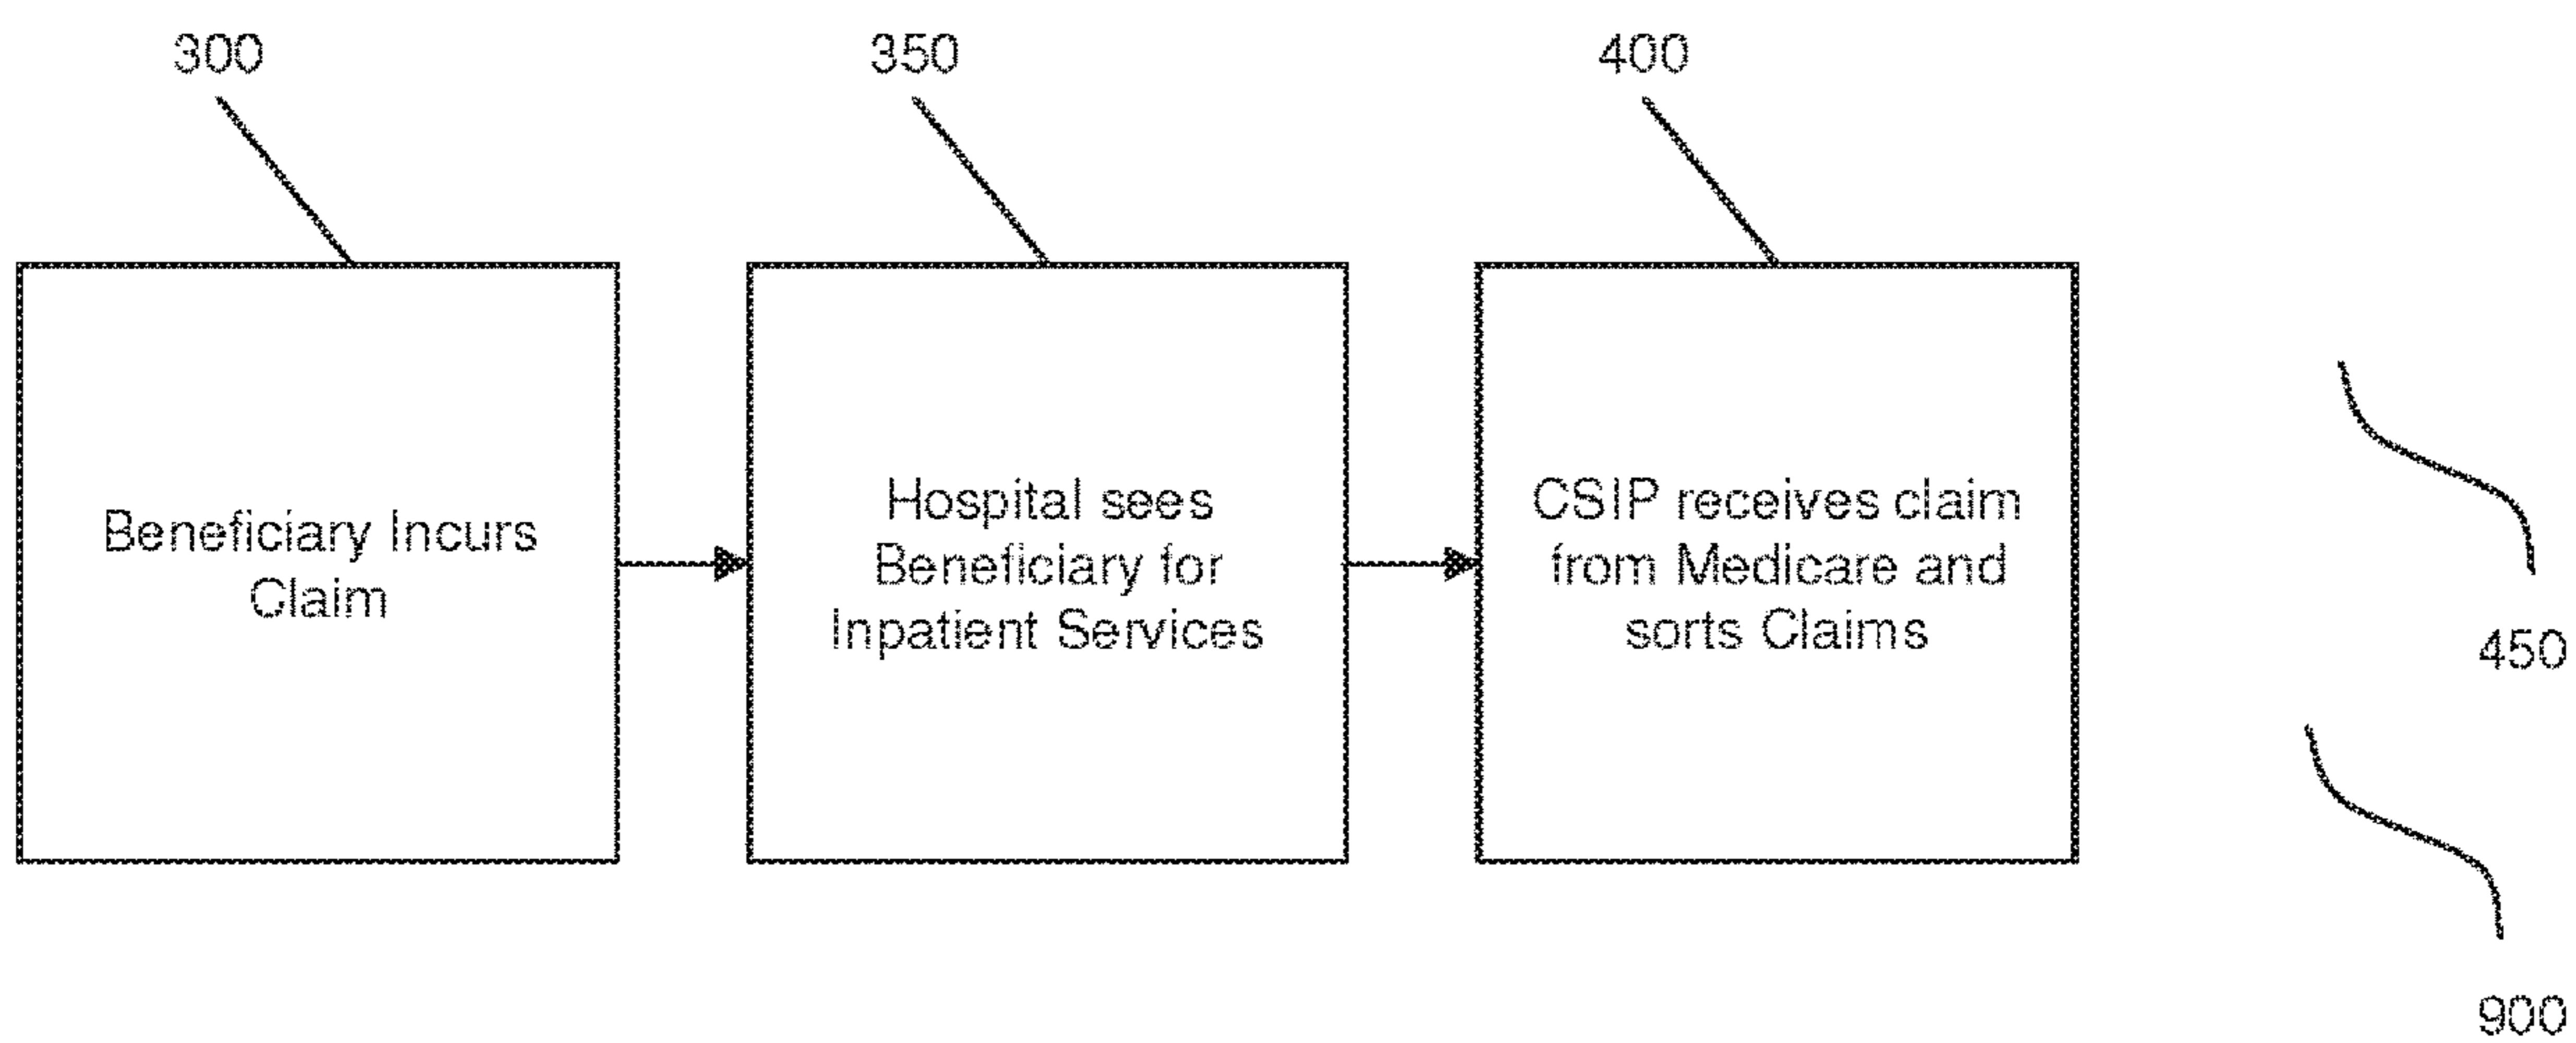 300
350
400
Beneficiary Incurs
Claim
Hospital sees
Beneficiary for
Inpatient Services
CSIP receives claim
from Medicare and
sorts Claims
450
900